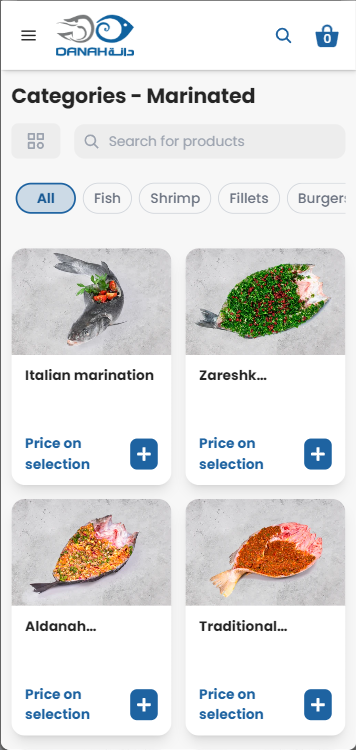 DANAH دانة
0
Categories - Marinated
Search for products
All
Fish
Shrimp
Fillets
Burgers
Italian marination
Zareshk...
Price on
selection
Price on
selection
Aldanah...
Traditional...
Price on
selection
Price on
selection